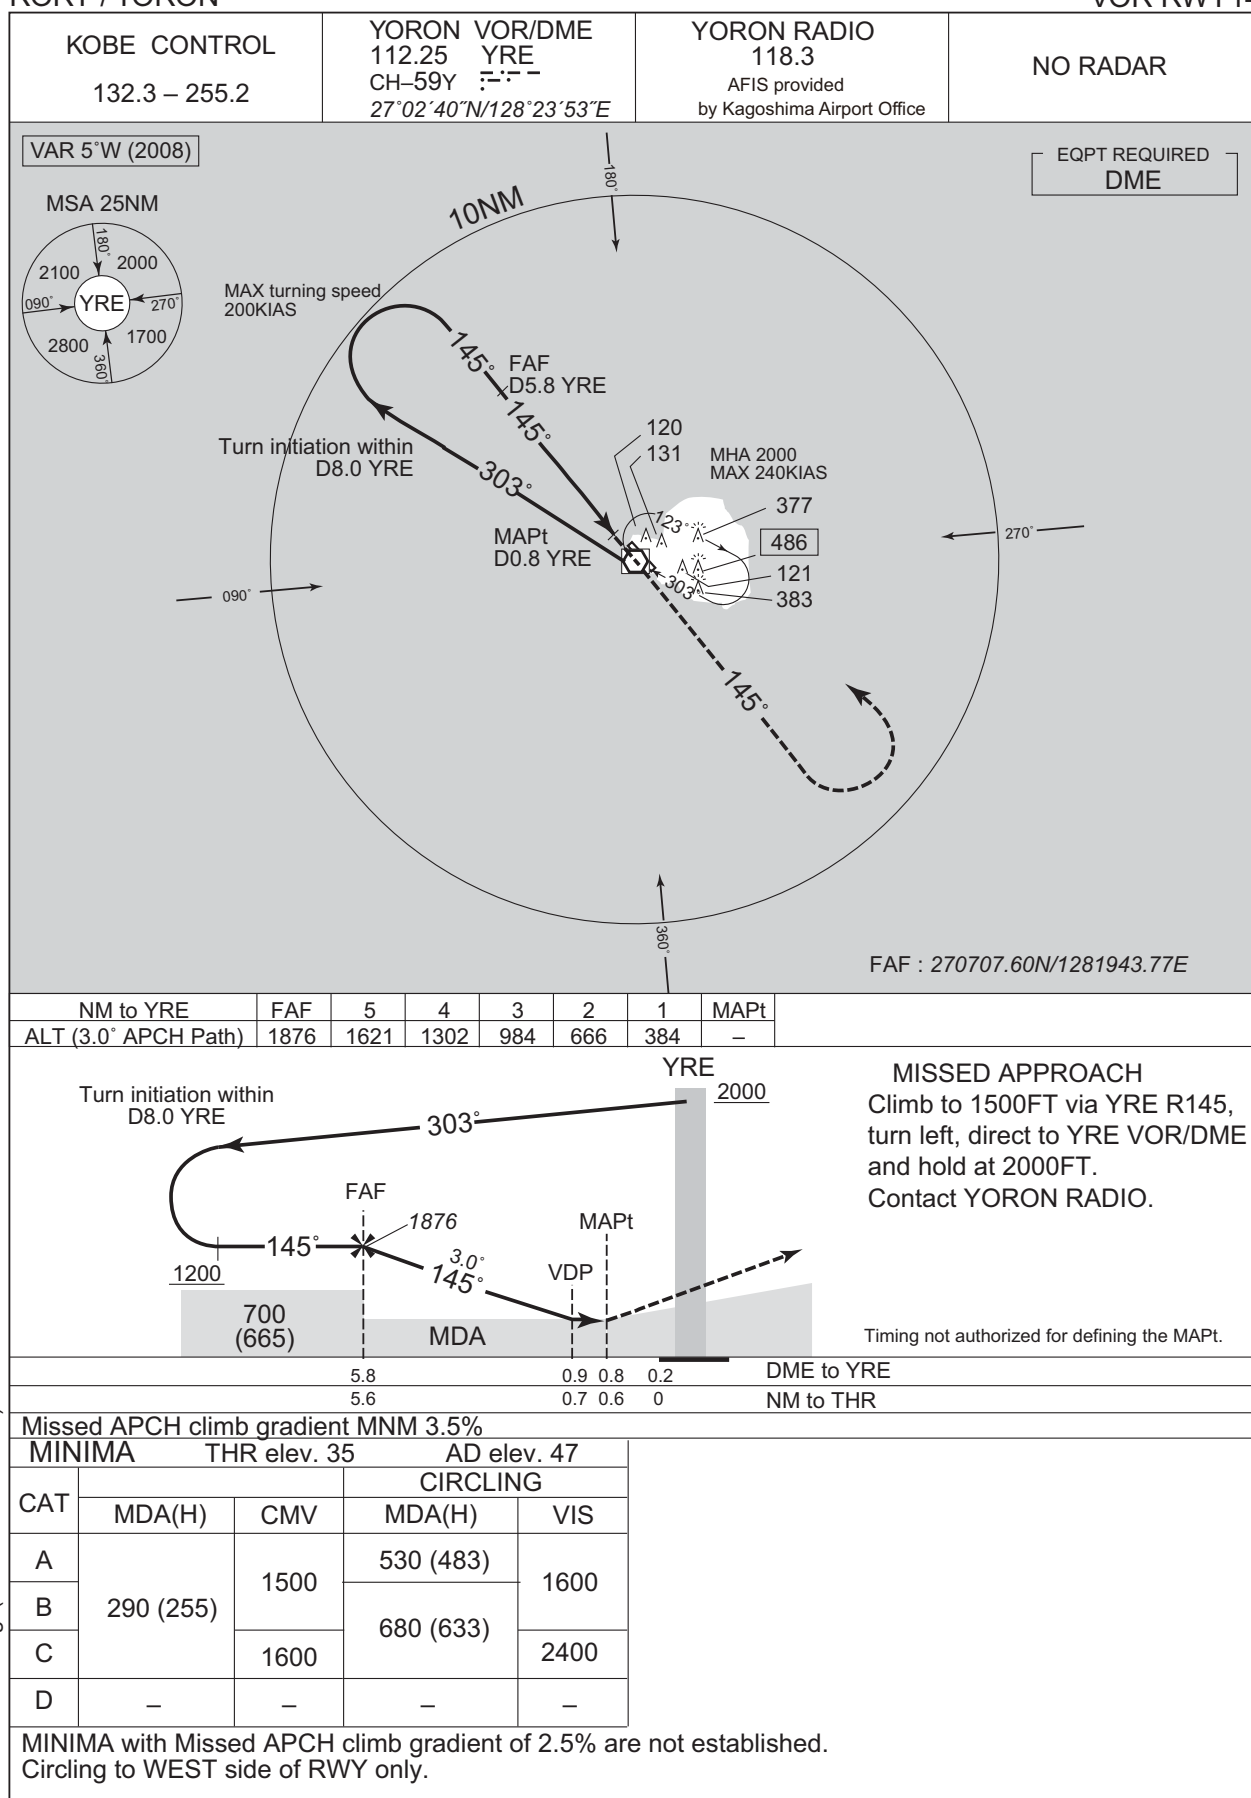 KOBE CONTROL
132.3 – 255.2
YORON VOR/DME
112.25 YRE
CH–59Y
27°02´40˝N/128°23´53˝E
YORON RADIO
118.3
AFIS provided
by Kagoshima Airport Office
NO RADAR
VAR 5°W (2008)
EQPT REQUIRED
DME
MSA 25NM
180°
2100
2000
090°
YRE
270°
2800
1700
360°
10NM
180°
MAX turning speed
200KIAS
145°
FAF
D5.8 YRE
145°
Turn initiation within
D8.0 YRE
303°
120
131
MHA 2000
MAX 240KIAS
123°
377
MAPt
D0.8 YRE
486
121
303°
383
270°
090°
145°
360°
FAF : 270707.60N/1281943.77E
NM to YRE FAF 5 4 3 2 1 MAPt
ALT (3.0° APCH Path) 1876 1621 1302 984 666 384 –
YRE
Turn initiation within
D8.0 YRE
303°
2000
FAF
1876
MAPt
145°
3.0°
145°
VDP
1200
700
(665)
MDA
MISSED APPROACH
Climb to 1500FT via YRE R145,
turn left, direct to YRE VOR/DME
and hold at 2000FT.
Contact YORON RADIO.
Timing not authorized for defining the MAPt.
5.8 0.9 0.8 0.2 DME to YRE
5.6 0.7 0.6 0 NM to THR
Missed APCH climb gradient MNM 3.5%
MINIMA THR elev. 35 AD elev. 47
CAT
CIRCLING
MDA(H) CMV MDA(H) VIS
A
530 (483)
1500
1600
B
290 (255)
680 (633)
C
1600
2400
D – – – –
MINIMA with Missed APCH climb gradient of 2.5% are not established.
Circling to WEST side of RWY only.